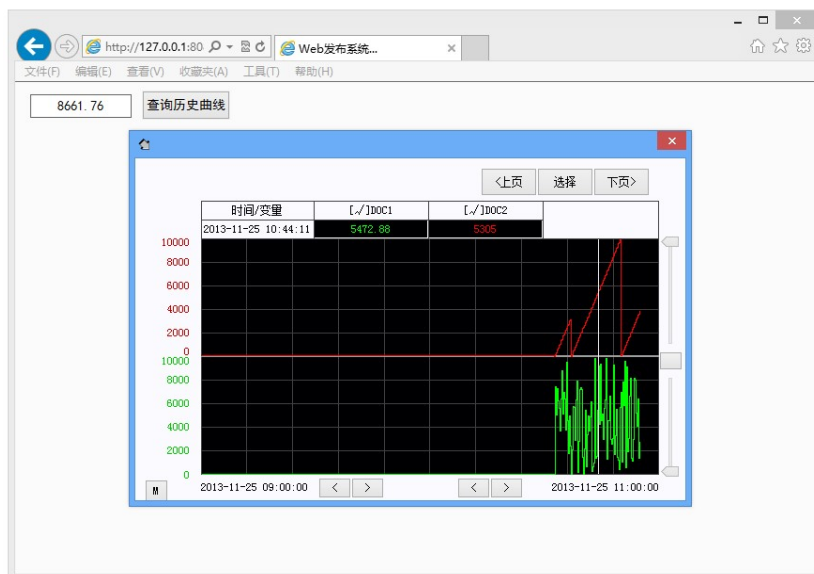 http://127.0.0.1:80 Web发布系统...
文件(F) 编辑(E) 查看(V) 收藏夹(A) 工具(T) 帮助(H)
8661.76 查询历史曲线
<上页 选择 下页>
时间/变量 [√]DOC1 [√]DOC2
2013-11-25 10:44:11 5472.88 5305
10000
8000
6000
4000
2000
0
10000
8000
6000
4000
2000
0
M 2013-11-25 09:00:00 < > < > 2013-11-25 11:00:00